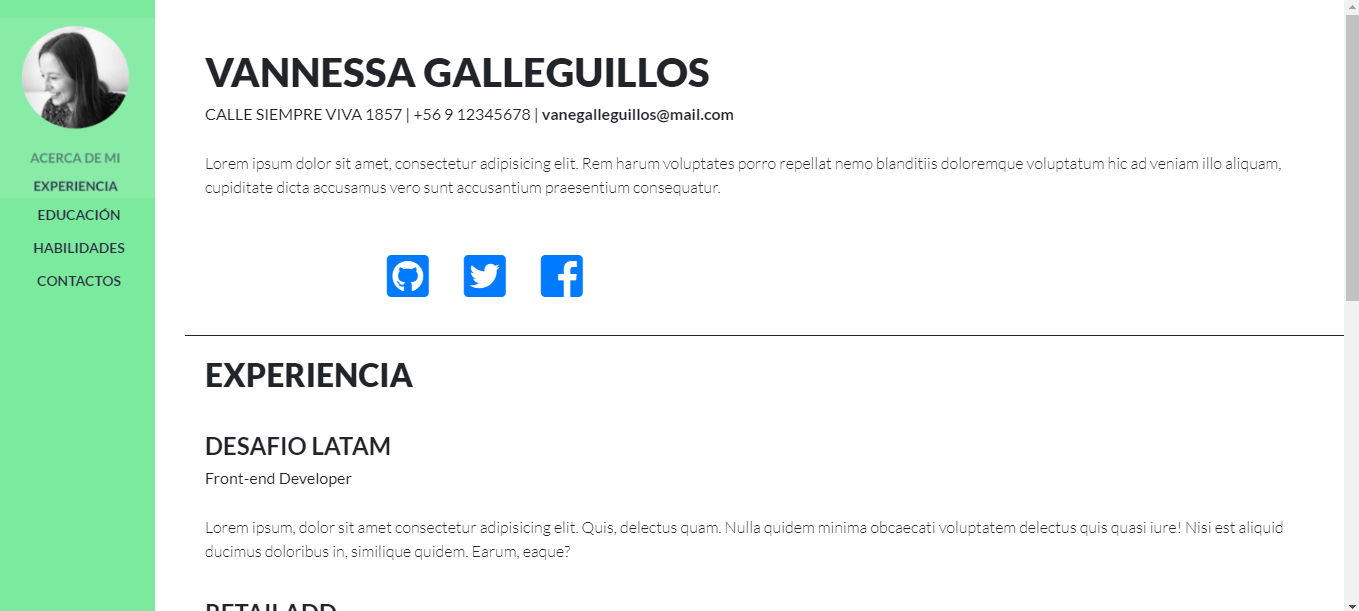 ACERCA DE MI
EXPERIENCIA
EDUCACIÓN
HABILIDADES
CONTACTOS
VANNESSA GALLEGUILLOS
CALLE SIEMPRE VIVA 1857 | +56 9 12345678 | vanegalleguillos@mail.com
Lorem ipsum dolor sit amet, consectetur adipisicing elit. Rem harum voluptates porro repellat nemo blanditiis doloremque voluptatum hic ad veniam illo aliquam,
cupiditate dicta accusamus vero sunt accusantium praesentium consequatur.
EXPERIENCIA
DESAFIO LATAM
Front-end Developer
Lorem ipsum, dolor sit amet consectetur adipisicing elit. Quis, delectus quam. Nulla quidem minima obcaecati voluptatem delectus quis quasi iure! Nisi est aliquid
ducimus doloribus in, similique quidem. Earum, eaque?